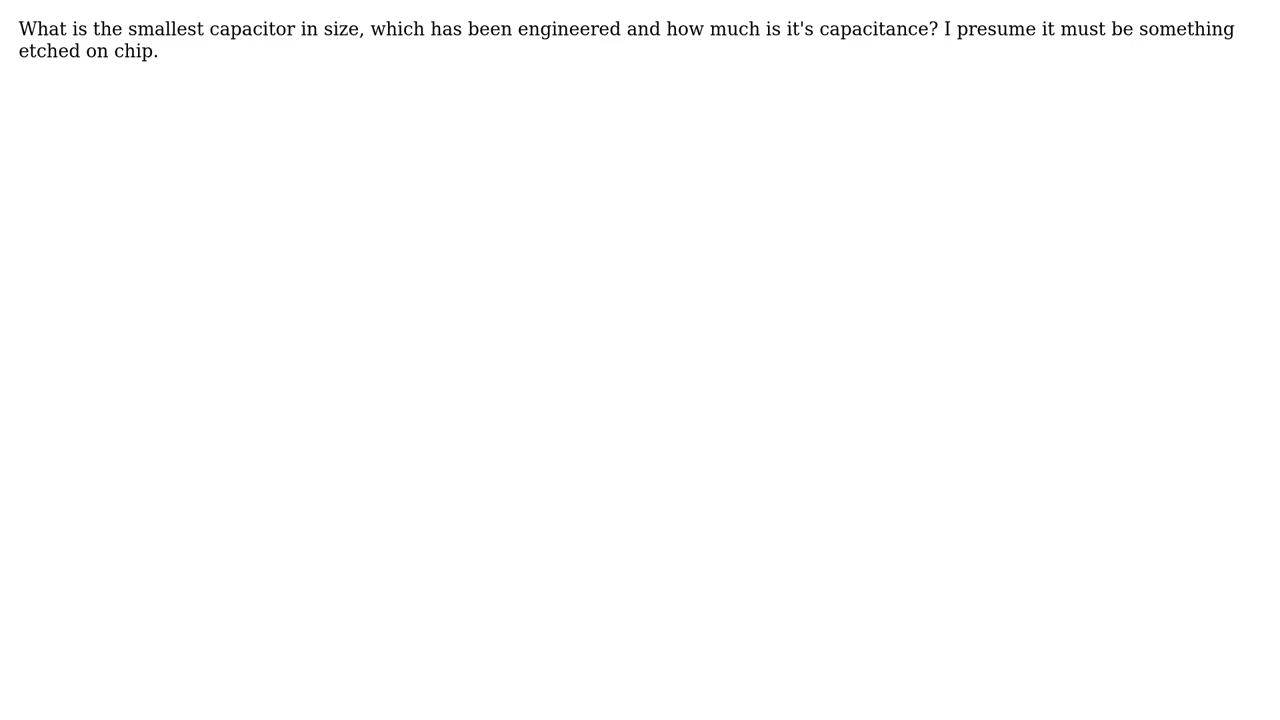 What is the smallest capacitor in size, which has been engineered and how much is it's capacitance? I presume it must be something
etched on chip.